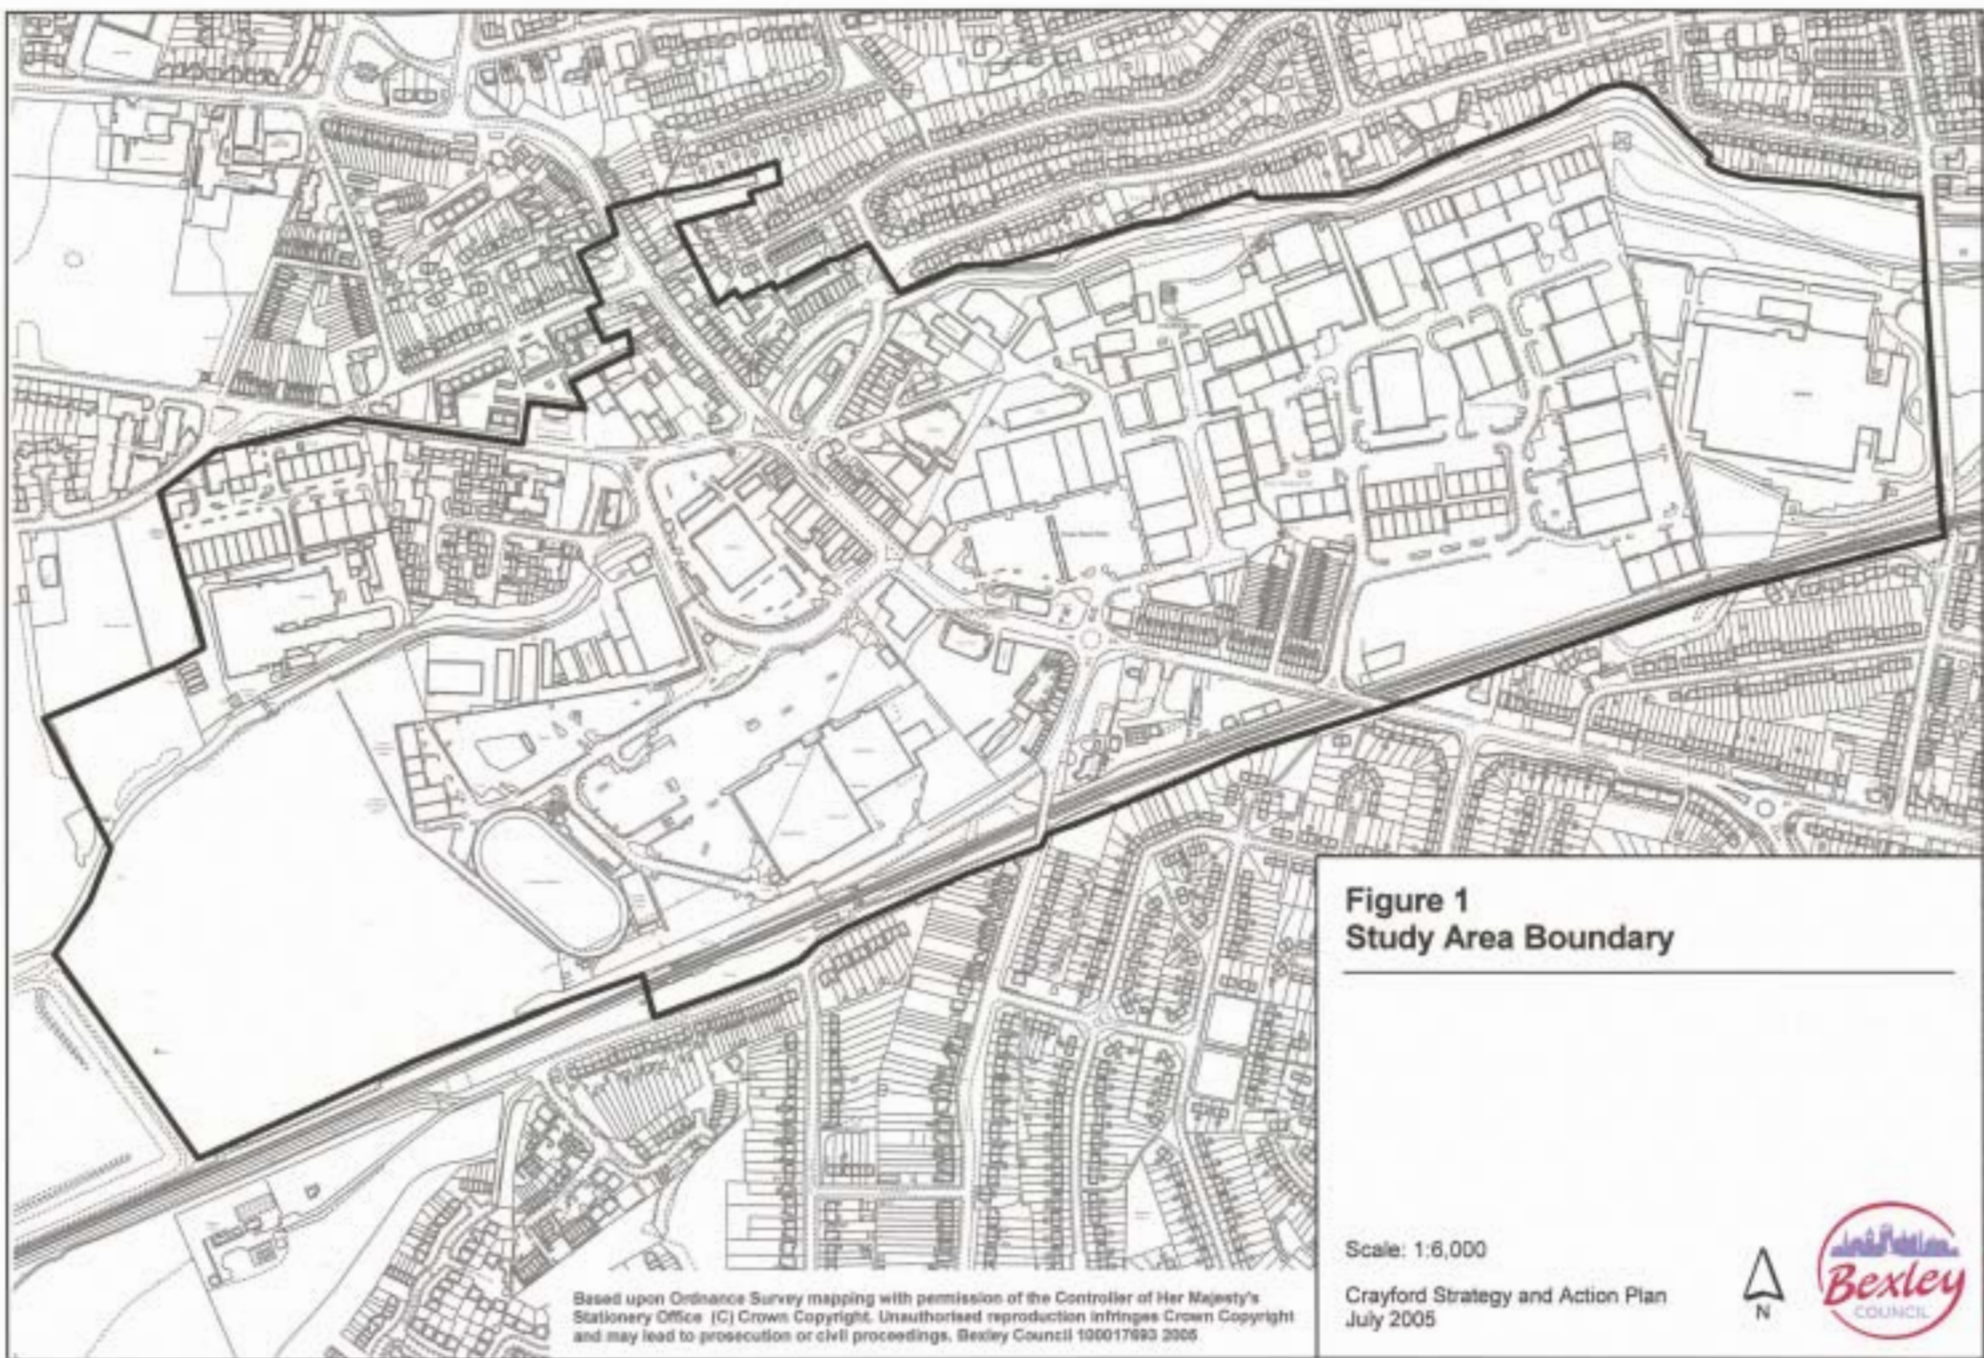 Figure 1
Study Area Boundary
Scale: 1:6,000
Crayford Strategy and Action Plan
July 2005
N
Bexley
COUNCIL
Based upon Ordnance Survey mapping with permission of the Controller of Her Majesty's
Stationery Office (C) Crown Copyright. Unauthorised reproduction infringes Crown Copyright
and may lead to prosecution or civil proceedings. Bexley Council 100017693 2005